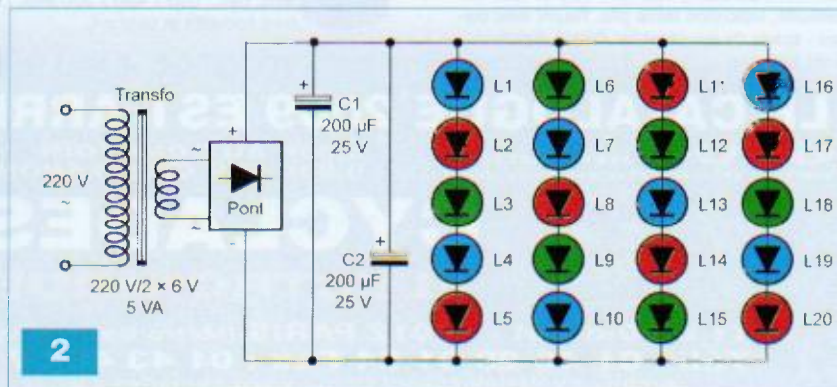 Transfo
220 V
~
220 V/2 × 6 V
5 VA
~
~
+
Pont
-
+
C1
200 µF
25 V
+
C2
200 µF
25 V
L1
L2
L3
L4
L5
L6
L7
L8
L9
L10
L11
L12
L13
L14
L15
L16
L17
L18
L19
L20
2